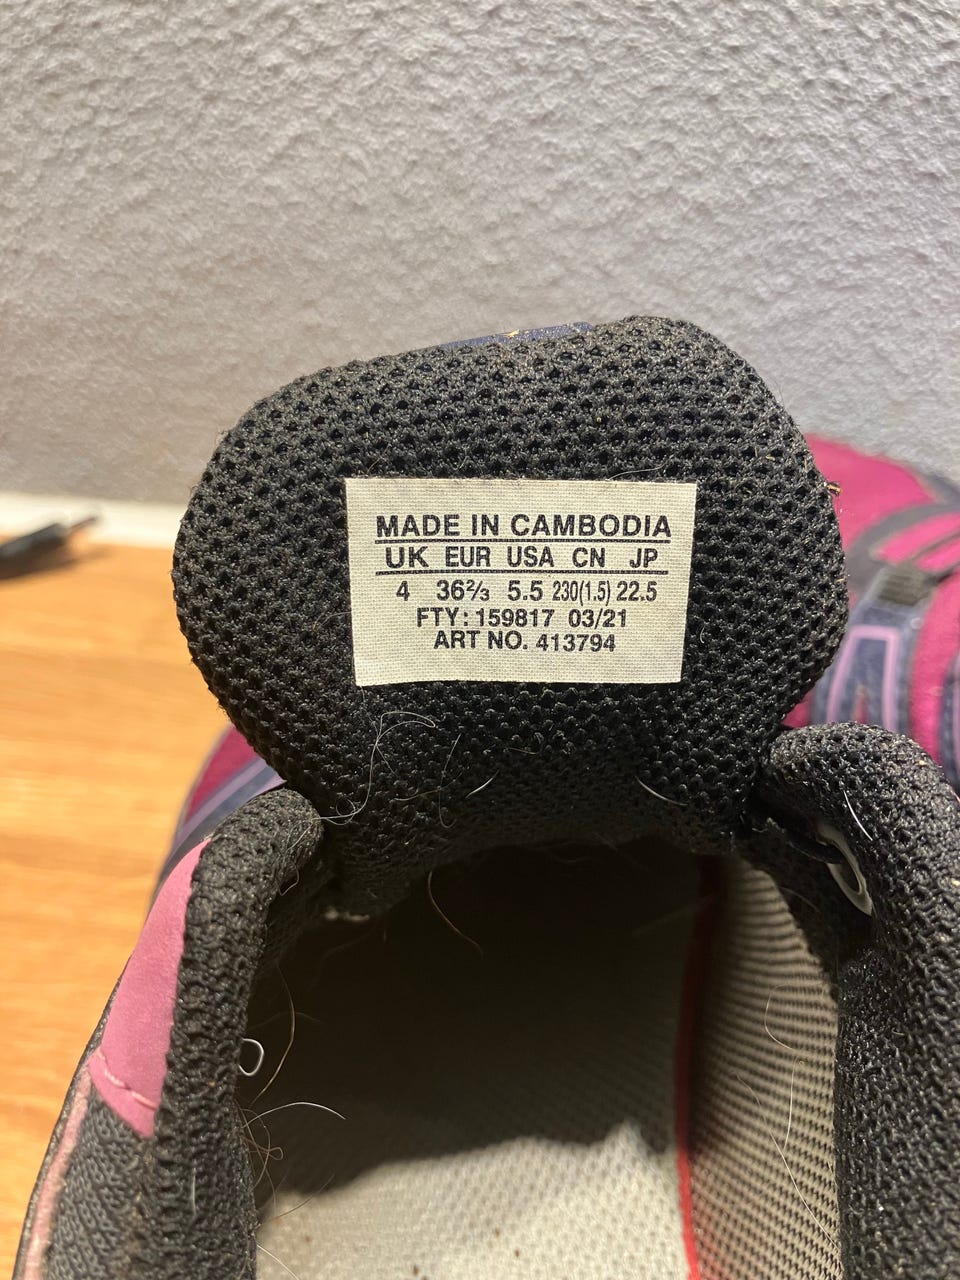 MADE IN CAMBODIA
UK EUR USA CN JP
4 36⅔ 5.5 230(1.5) 22.5
FTY: 159817 03/21
ART NO. 413794